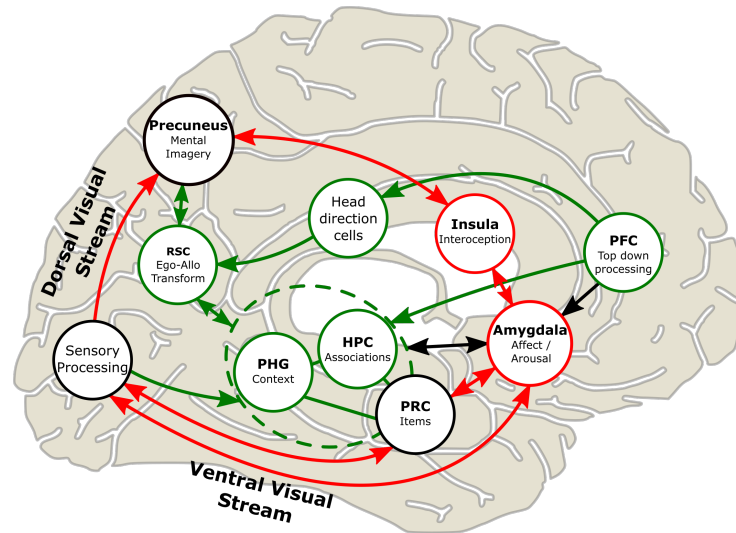 Precuneus
Mental
Imagery
Dorsal Visual
Stream
Head
direction
cells
Insula
Interoception
PFC
Top down
processing
RSC
Ego-Allo
Transform
Amygdala
Affect /
Arousal
HPC
Associations
Sensory
Processing
PHG
Context
PRC
Items
Ventral Visual
Stream